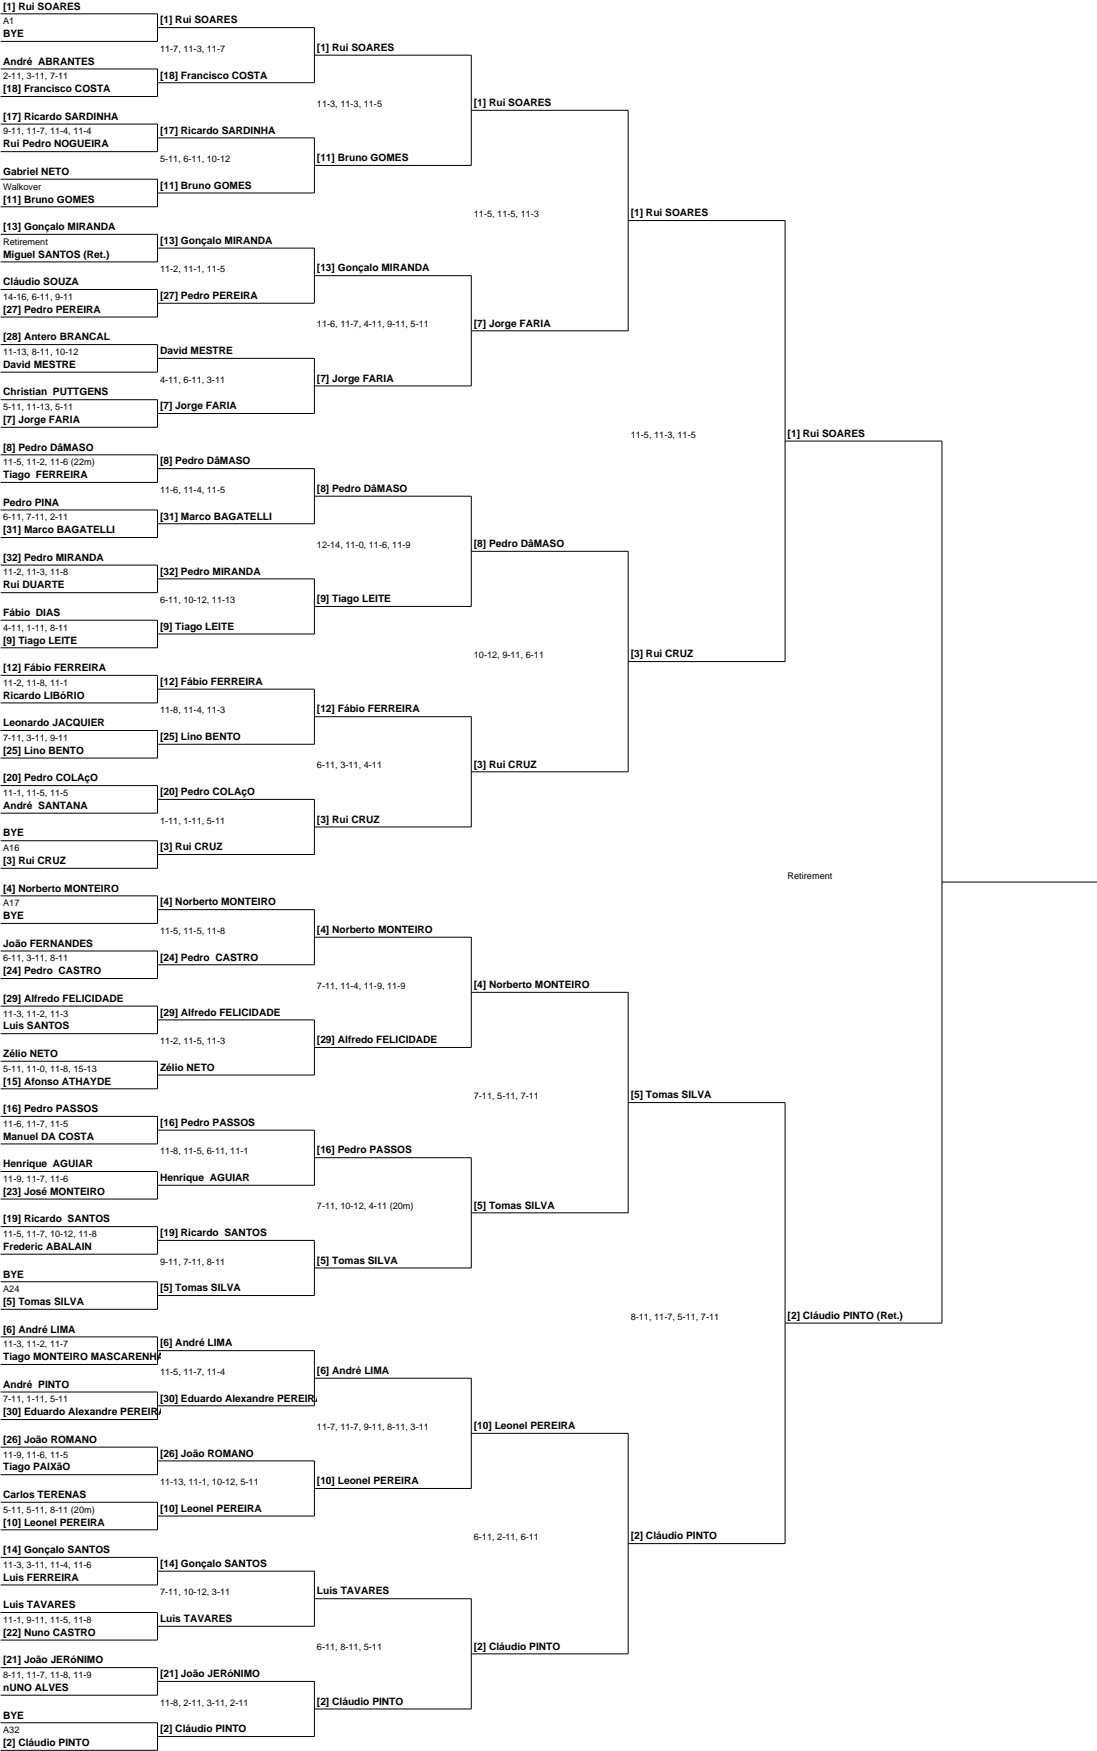 [1] Rui SOARES
A1
BYE
André  ABRANTES
2-11, 3-11, 7-11
[18] Francisco COSTA
[17] Ricardo SARDINHA
9-11, 11-7, 11-4, 11-4
Rui Pedro NOGUEIRA
Gabriel NETO
Walkover
[11] Bruno GOMES
[13] Gonçalo MIRANDA
Retirement
Miguel SANTOS (Ret.)
Cláudio SOUZA
14-16, 6-11, 9-11
[27] Pedro PEREIRA
[28] Antero BRANCAL
11-13, 8-11, 10-12
David MESTRE
Christian  PUTTGENS
5-11, 11-13, 5-11
[7] Jorge FARIA
[8] Pedro DâMASO
11-5, 11-2, 11-6 (22m)
Tiago  FERREIRA
Pedro PINA
6-11, 7-11, 2-11
[31] Marco BAGATELLI
[32] Pedro MIRANDA
11-2, 11-3, 11-8
Rui DUARTE
Fábio  DIAS
4-11, 1-11, 8-11
[9] Tiago LEITE
[12] Fábio FERREIRA
11-2, 11-8, 11-1
Ricardo LIBóRIO
Leonardo JACQUIER
7-11, 3-11, 9-11
[25] Lino BENTO
[20] Pedro COLAçO
11-1, 11-5, 11-5
André  SANTANA
BYE
A16
[3] Rui CRUZ
[4] Norberto MONTEIRO
A17
BYE
João FERNANDES
6-11, 3-11, 8-11
[24] Pedro  CASTRO
[29] Alfredo FELICIDADE
11-3, 11-2, 11-3
Luis SANTOS
Zélio NETO
5-11, 11-0, 11-8, 15-13
[15] Afonso ATHAYDE
[16] Pedro PASSOS
11-6, 11-7, 11-5
Manuel DA COSTA
Henrique  AGUIAR
11-9, 11-7, 11-6
[23] José MONTEIRO
[19] Ricardo  SANTOS
11-5, 11-7, 10-12, 11-8
Frederic ABALAIN
BYE
A24
[5] Tomas SILVA
[6] André LIMA
11-3, 11-2, 11-7
Tiago MONTEIRO MASCARENH
André  PINTO
7-11, 1-11, 5-11
[30] Eduardo Alexandre PEREIR
[26] João ROMANO
11-9, 11-6, 11-5
Tiago PAIXãO
Carlos TERENAS
5-11, 5-11, 8-11 (20m)
[10] Leonel PEREIRA
[14] Gonçalo SANTOS
11-3, 3-11, 11-4, 11-6
Luis FERREIRA
Luis TAVARES
11-1, 9-11, 11-5, 11-8
[22] Nuno CASTRO
[21] João JERóNIMO
8-11, 11-7, 11-8, 11-9
nUNO ALVES
BYE
A32
[2] Cláudio PINTO
[1] Rui SOARES
11-7, 11-3, 11-7
[18] Francisco COSTA
[17] Ricardo SARDINHA
5-11, 6-11, 10-12
[11] Bruno GOMES
[13] Gonçalo MIRANDA
11-2, 11-1, 11-5
[27] Pedro PEREIRA
David MESTRE
4-11, 6-11, 3-11
[7] Jorge FARIA
[8] Pedro DâMASO
11-6, 11-4, 11-5
[31] Marco BAGATELLI
[32] Pedro MIRANDA
6-11, 10-12, 11-13
[9] Tiago LEITE
[12] Fábio FERREIRA
11-8, 11-4, 11-3
[25] Lino BENTO
[20] Pedro COLAçO
1-11, 1-11, 5-11
[3] Rui CRUZ
[4] Norberto MONTEIRO
11-5, 11-5, 11-8
[24] Pedro  CASTRO
[29] Alfredo FELICIDADE
11-2, 11-5, 11-3
Zélio NETO
[16] Pedro PASSOS
11-8, 11-5, 6-11, 11-1
Henrique  AGUIAR
[19] Ricardo  SANTOS
9-11, 7-11, 8-11
[5] Tomas SILVA
[6] André LIMA
11-5, 11-7, 11-4
[30] Eduardo Alexandre PEREIR
[26] João ROMANO
11-13, 11-1, 10-12, 5-11
[10] Leonel PEREIRA
[14] Gonçalo SANTOS
7-11, 10-12, 3-11
Luis TAVARES
[21] João JERóNIMO
11-8, 2-11, 3-11, 2-11
[2] Cláudio PINTO
[1] Rui SOARES
11-3, 11-3, 11-5
[11] Bruno GOMES
[13] Gonçalo MIRANDA
11-6, 11-7, 4-11, 9-11, 5-11
[7] Jorge FARIA
[8] Pedro DâMASO
12-14, 11-0, 11-6, 11-9
[9] Tiago LEITE
[12] Fábio FERREIRA
6-11, 3-11, 4-11
[3] Rui CRUZ
[4] Norberto MONTEIRO
7-11, 11-4, 11-9, 11-9
[29] Alfredo FELICIDADE
[16] Pedro PASSOS
7-11, 10-12, 4-11 (20m)
[5] Tomas SILVA
[6] André LIMA
11-7, 11-7, 9-11, 8-11, 3-11
[10] Leonel PEREIRA
Luis TAVARES
6-11, 8-11, 5-11
[2] Cláudio PINTO
[1] Rui SOARES
11-5, 11-5, 11-3
[7] Jorge FARIA
[8] Pedro DâMASO
10-12, 9-11, 6-11
[3] Rui CRUZ
[4] Norberto MONTEIRO
7-11, 5-11, 7-11
[5] Tomas SILVA
[10] Leonel PEREIRA
6-11, 2-11, 6-11
[2] Cláudio PINTO
[1] Rui SOARES
11-5, 11-3, 11-5
[3] Rui CRUZ
[5] Tomas SILVA
8-11, 11-7, 5-11, 7-11
[2] Cláudio PINTO
[1] Rui SOARES
Retirement
[2] Cláudio PINTO (Ret.)